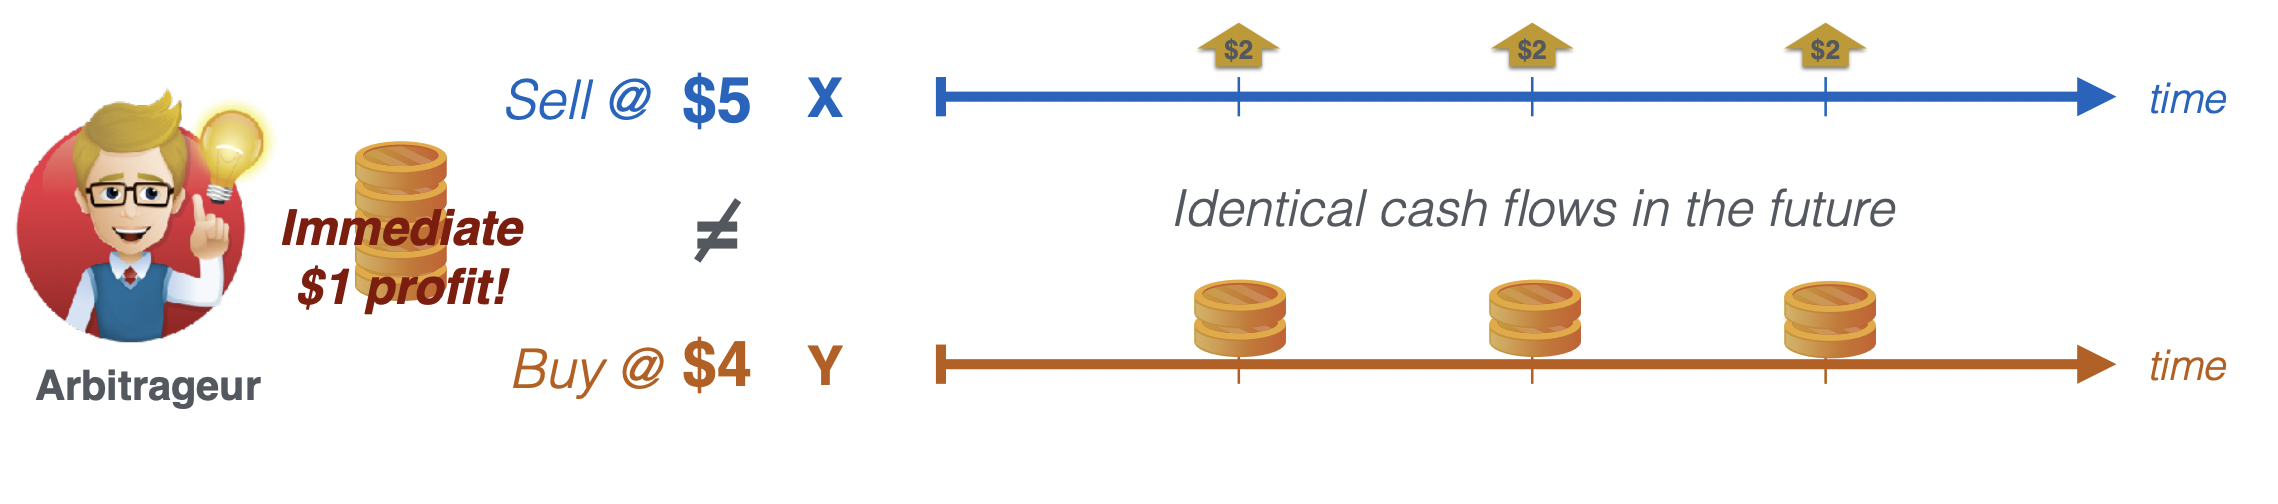 $2 $2 $2
Sell @ $5 X time
Identical cash flows in the future
Immediate
≠
$1 profit!
Buy @ $4 Y time
Arbitrageur